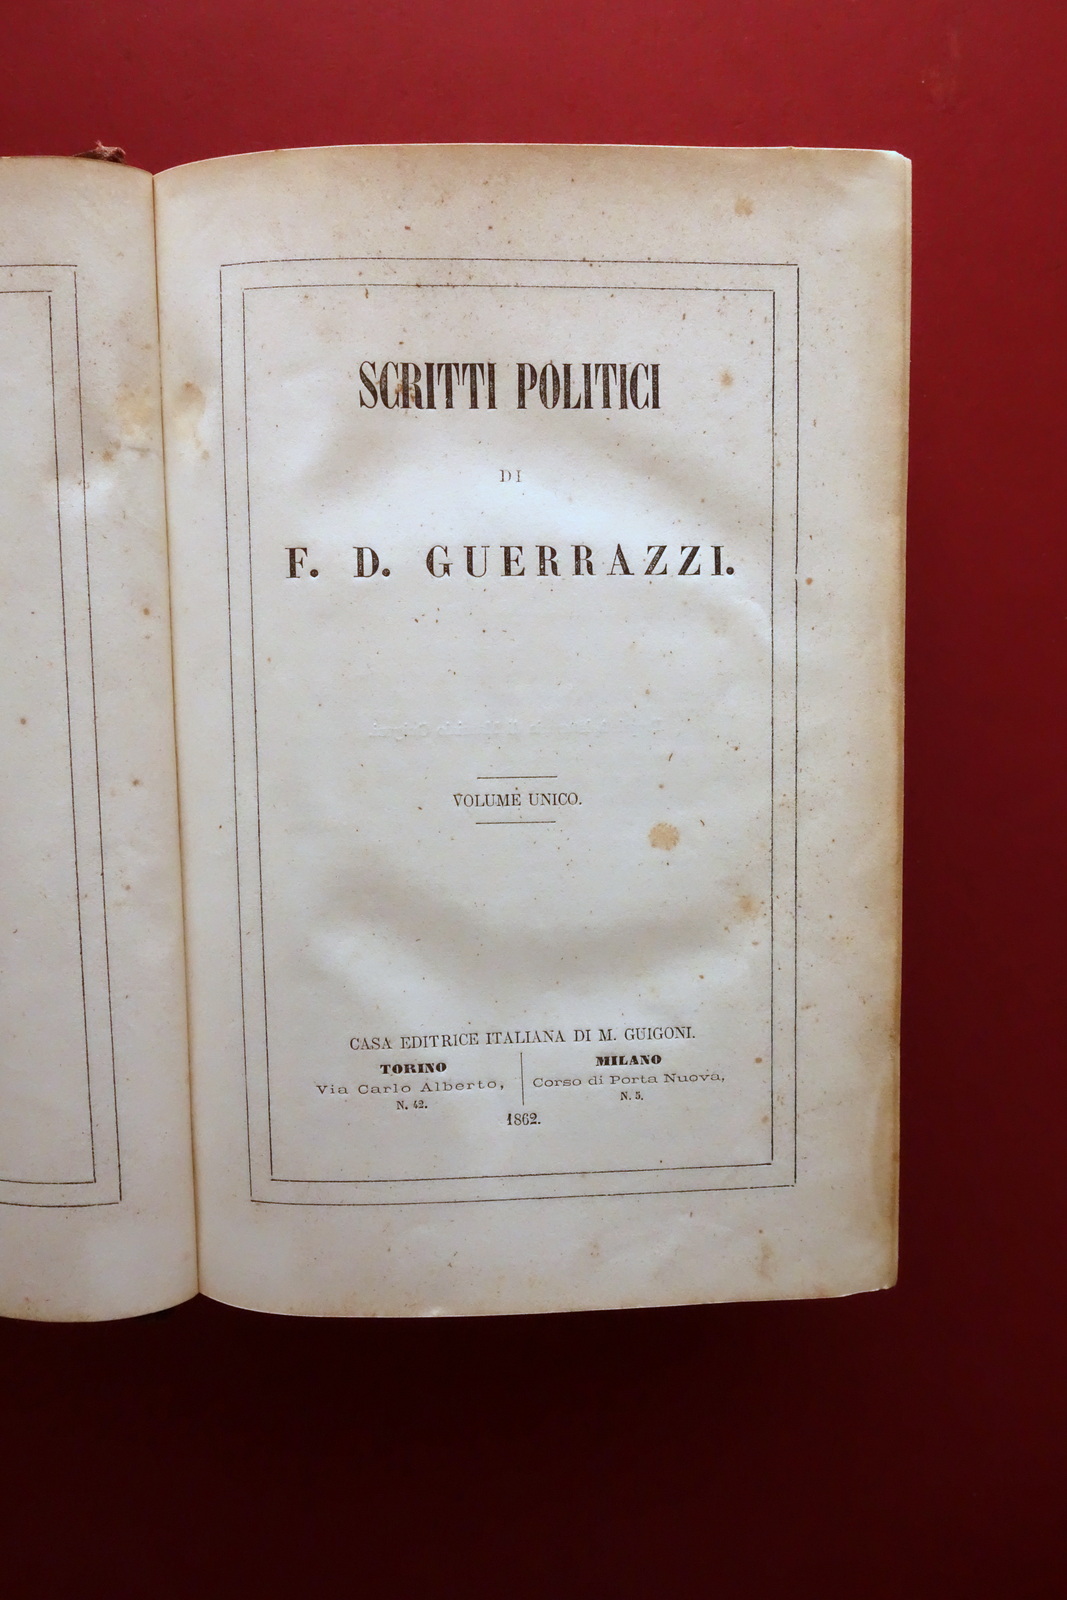 SCRITTI POLITICI
DI
F. D. GUERRAZZI.
VOLUME UNICO.
CASA EDITRICE ITALIANA DI M. GUIGONI.
TORINO
Via Carlo Alberto,
N. 42.
MILANO
Corso di Porta Nuova,
N. 5.
1862.